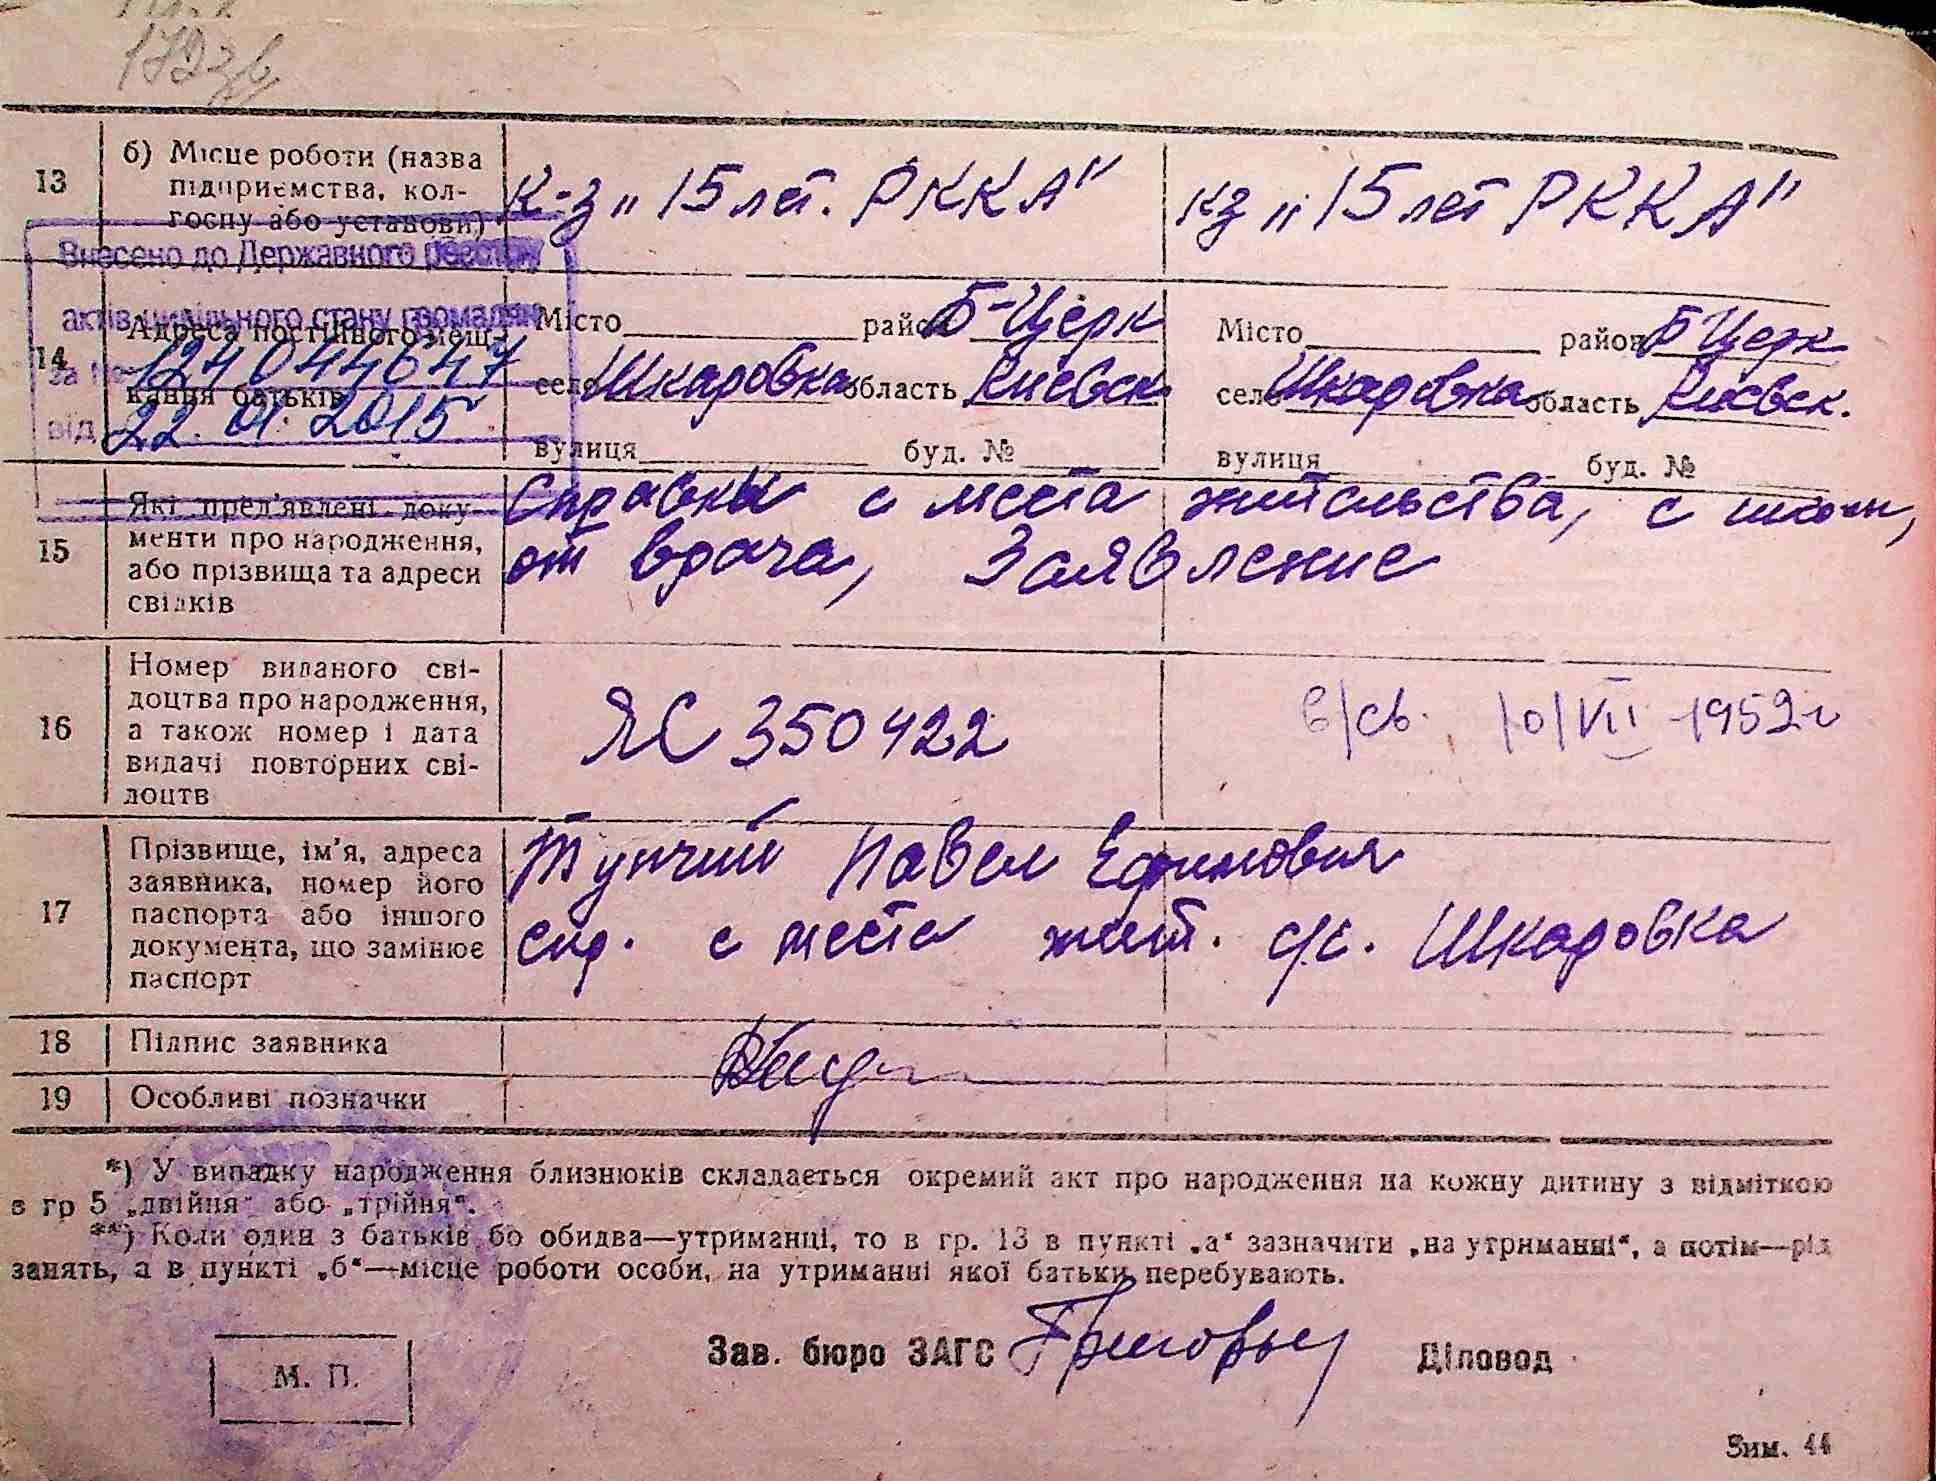 13
б) Місце роботи (назва
підприємства, кол-
госпу або установи)
К-з „15 лет. РККА"
кз „15 лет РККА"
Внесено до Державного реєстру
актів цивільного стану громадян
за №
124044647
від 22.01.2015
14
Адреса постійного меш-
кання батьків
Місто район Б-Церк
село Шкаровка область Киевск.
вулиця буд. №
Місто район Б Церк
село Шкаровка область Киевск.
вулиця буд. №
15
Які пред'явлені доку-
менти про народження,
або прізвища та адреси
свідків
Справки с места жительства, с
от врача, Заявление
16
Номер виданого сві-
доцтва про народження,
а також номер і дата
видачі повторних сві-
доцтв
ЯС 350422
в/св. 10/VII 1952г
17
Прізвище, ім'я, адреса
заявника, номер його
паспорта або іншого
документа, що замінює
паспорт
Тупчий Павел Ефимович
спр. с места жит. с/с. Шкаровка
18
Підпис заявника
19
Особливі позначки
*) У випадку народження близнюків складається окремий акт про народження на кожну дитину з відміткою
в гр 5 „двійня" або „трійня".
**) Коли один з батьків бо обидва—утриманці, то в гр. 13 в пункті „а" зазначити „на утриманні", а потім—рід
занять, а в пункті „б"—місце роботи особи, на утриманні якої батьки перебувають.
М. П.
Зав. бюро ЗАГС
Діловод
Зим. 44